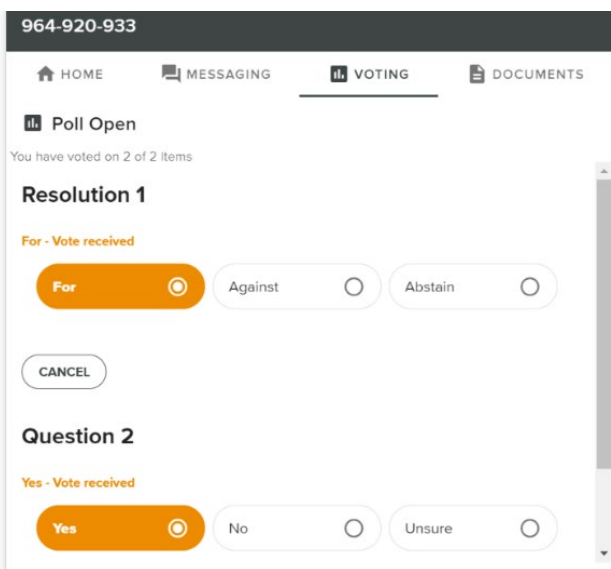 964-920-933
HOME MESSAGING VOTING DOCUMENTS
Poll Open
You have voted on 2 of 2 items
Resolution 1
For - Vote received
For Against Abstain
CANCEL
Question 2
Yes - Vote received
Yes No Unsure